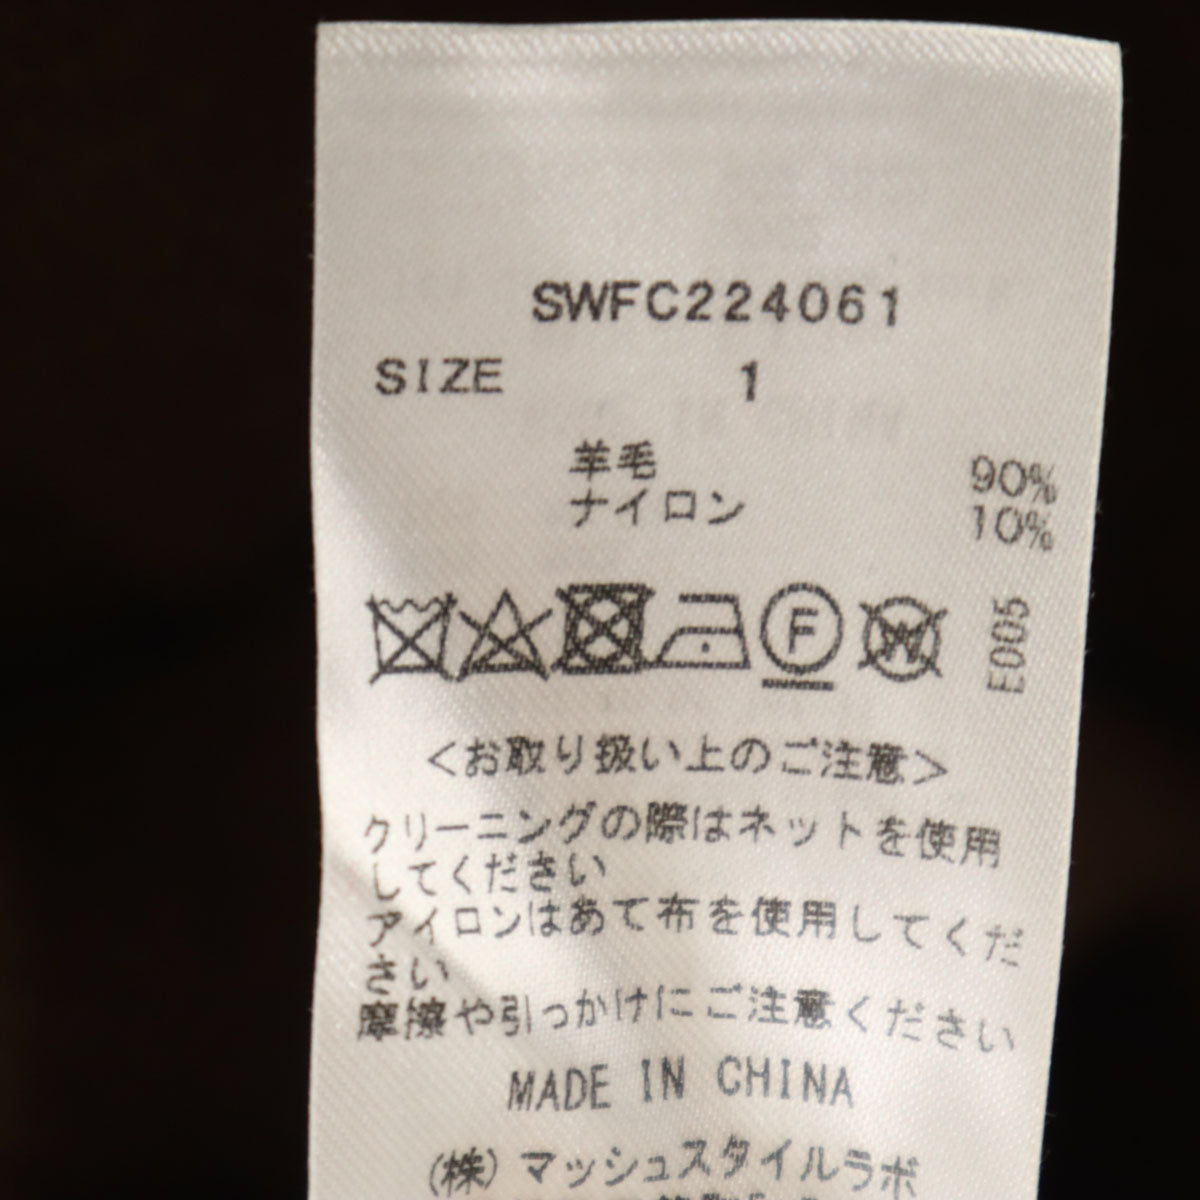 SWFC224061
SIZE 1
羊毛 90%
ナイロン 10%
F W E005
<お取り扱い上のご注意>
クリーニングの際はネットを使用
してください
アイロンはあて布を使用してくだ
さい
摩擦や引っかけにご注意ください
MADE IN CHINA
(株)マッシュスタイルラボ